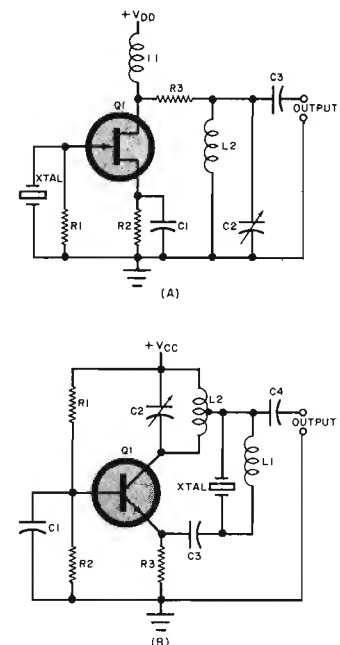 +VDD
L1
R3
C3
Q1
OUTPUT
L2
XTAL
R1
R2
C1
C2
(A)
+VCC
R1
C2
L2
C4
OUTPUT
Q1
L1
XTAL
C1
C3
R2
R3
(B)